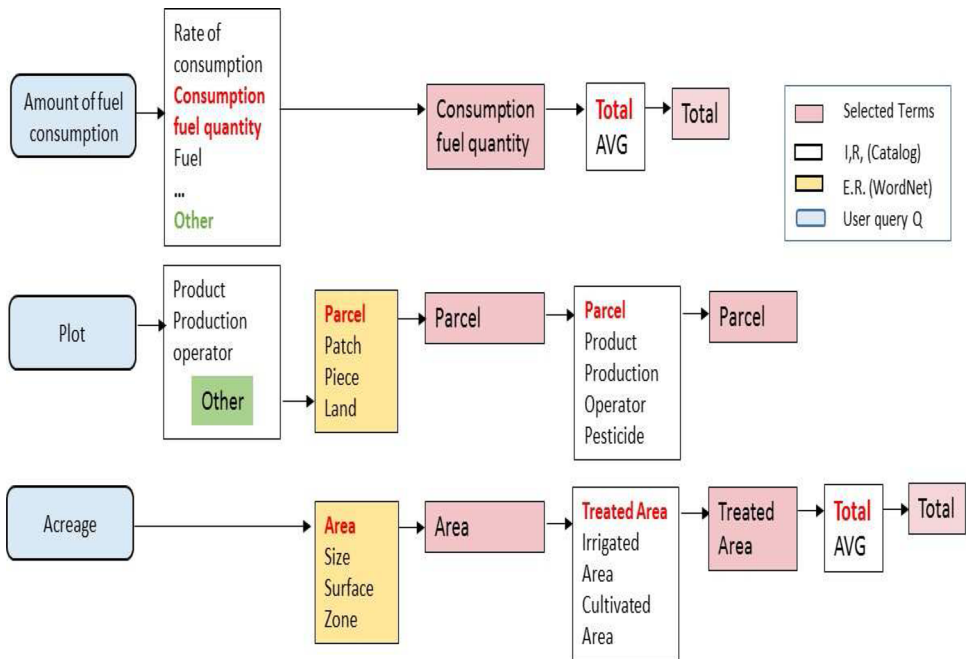 Amount of fuel
consumption
Rate of
consumption
Consumption
fuel quantity
Fuel
...
Other
Consumption
fuel quantity
Total
AVG
Total
Selected Terms
I,R, (Catalog)
E.R. (WordNet)
User query Q
Plot
Product
Production
operator
Other
Parcel
Patch
Piece
Land
Parcel
Parcel
Product
Production
Operator
Pesticide
Parcel
Acreage
Area
Size
Surface
Zone
Area
Treated Area
Irrigated
Area
Cultivated
Area
Treated
Area
Total
AVG
Total